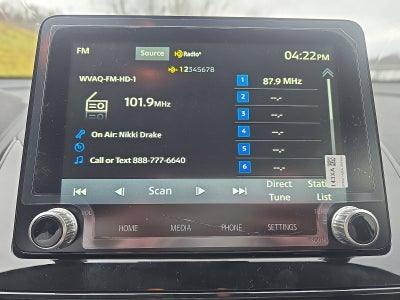 FM
Source
HD Radio
04:22PM
HD 12345678
WVAQ-FM-HD-1
101.9MHz
On Air: Nikki Drake
Call or Text 888-777-6640
1 87.9 MHz
2 --.-
3 --.-
4 --.-
5 --.-
6 --.-
Scan
Direct
Tune
List
VOL
HOME
MEDIA
PHONE
SETTINGS